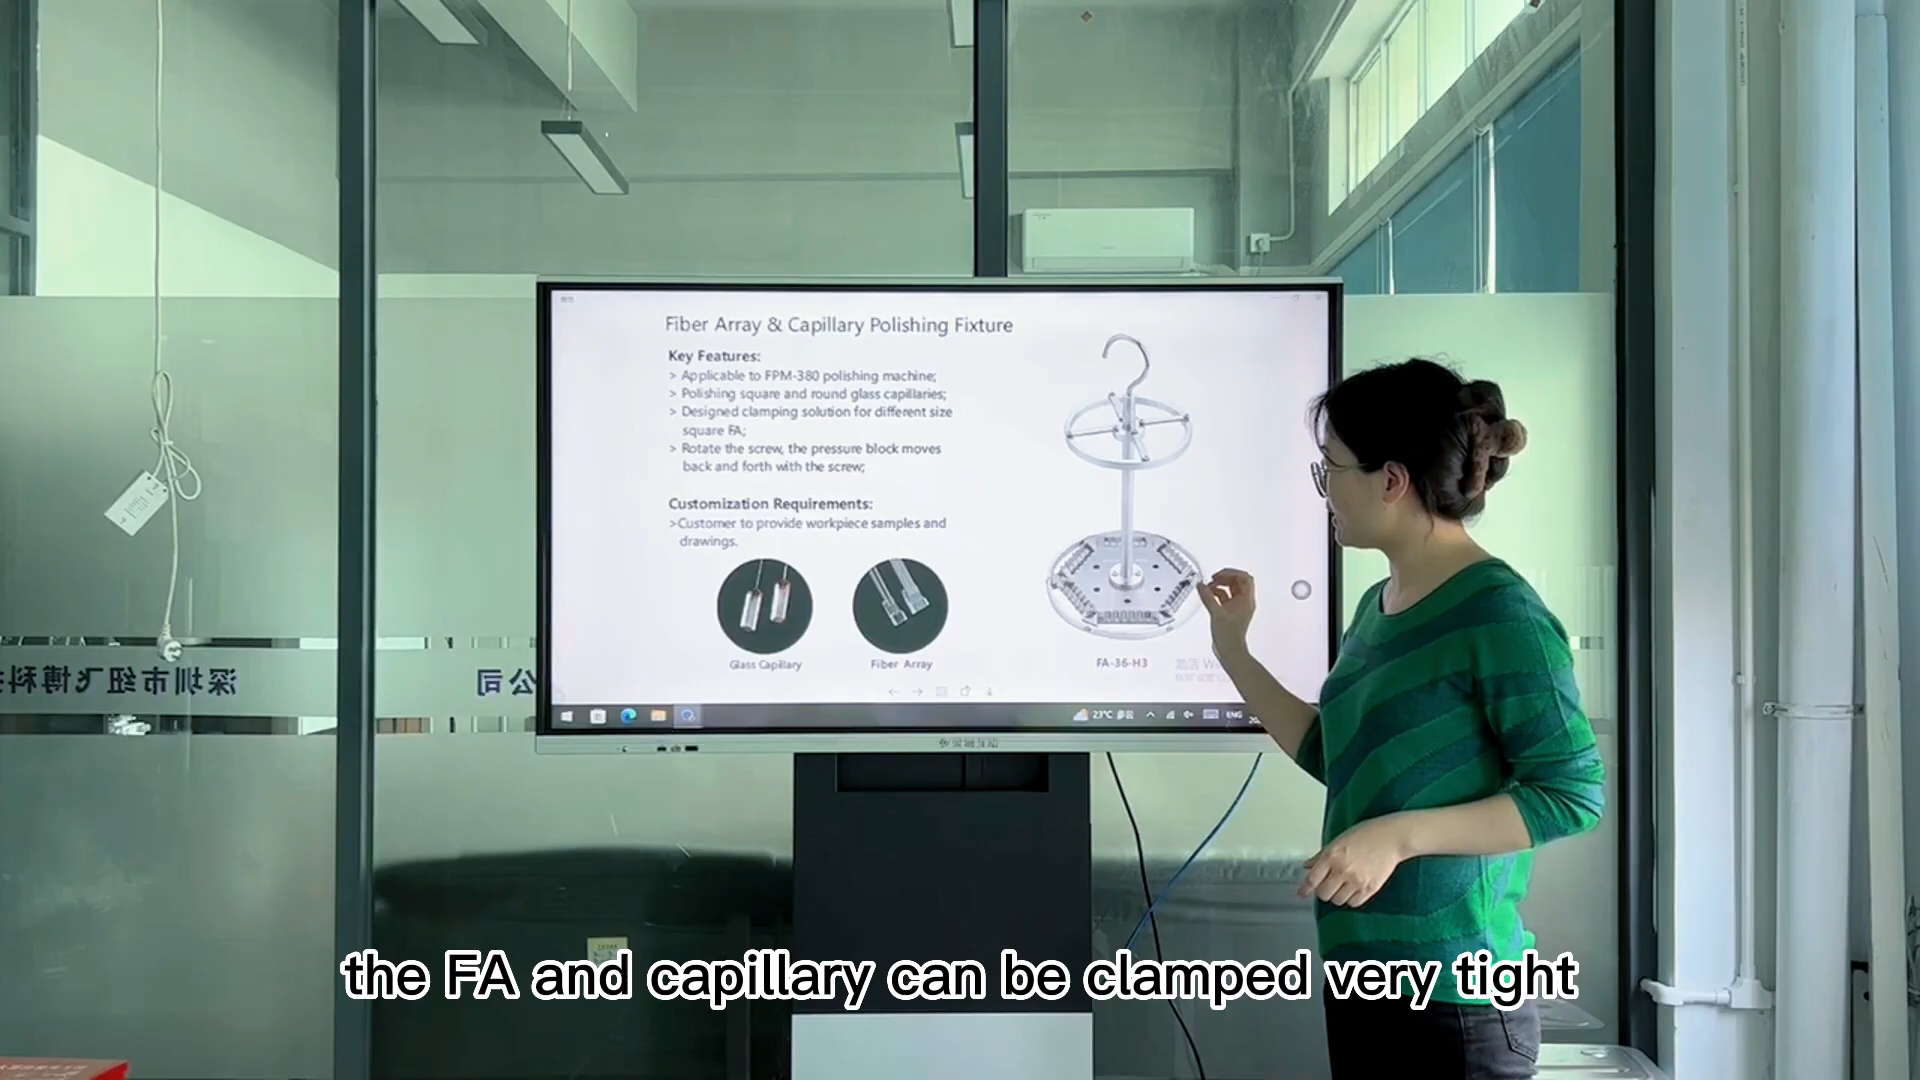 Fiber Array & Capillary Polishing Fixture
Key Features:
> Applicable to FPM-380 polishing machine;
> Polishing square and round glass capillaries;
> Designed clamping solution for different size
square FA;
> Rotate the screw, the pressure block moves
back and forth with the screw;
Customization Requirements:
>Customer to provide workpiece samples and
drawings.
Glass Capillary
Fiber Array
FA-36-H3
激活 W
23°C 多云
ENG
深圳市纽飞博科
公司
the FA and capillary can be clamped very tight